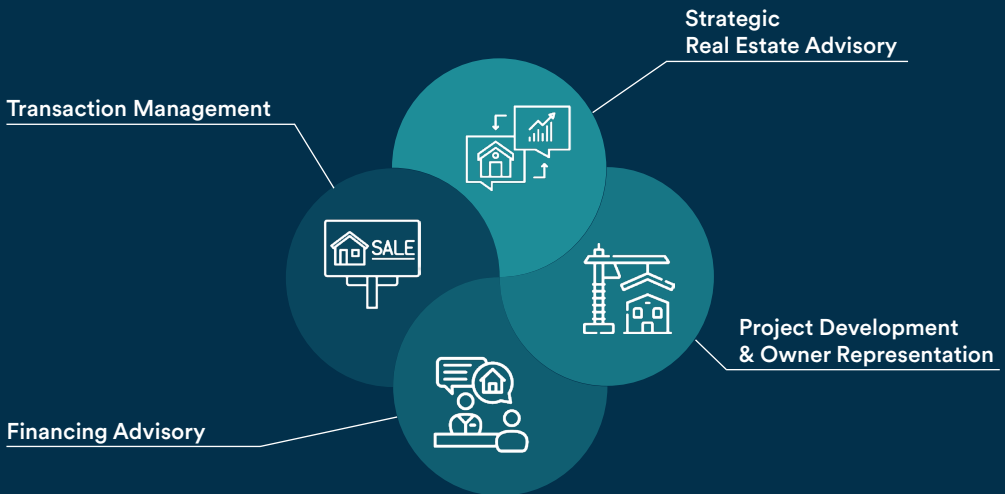 Strategic
Real Estate Advisory
Transaction Management
SALE
Project Development
& Owner Representation
Financing Advisory